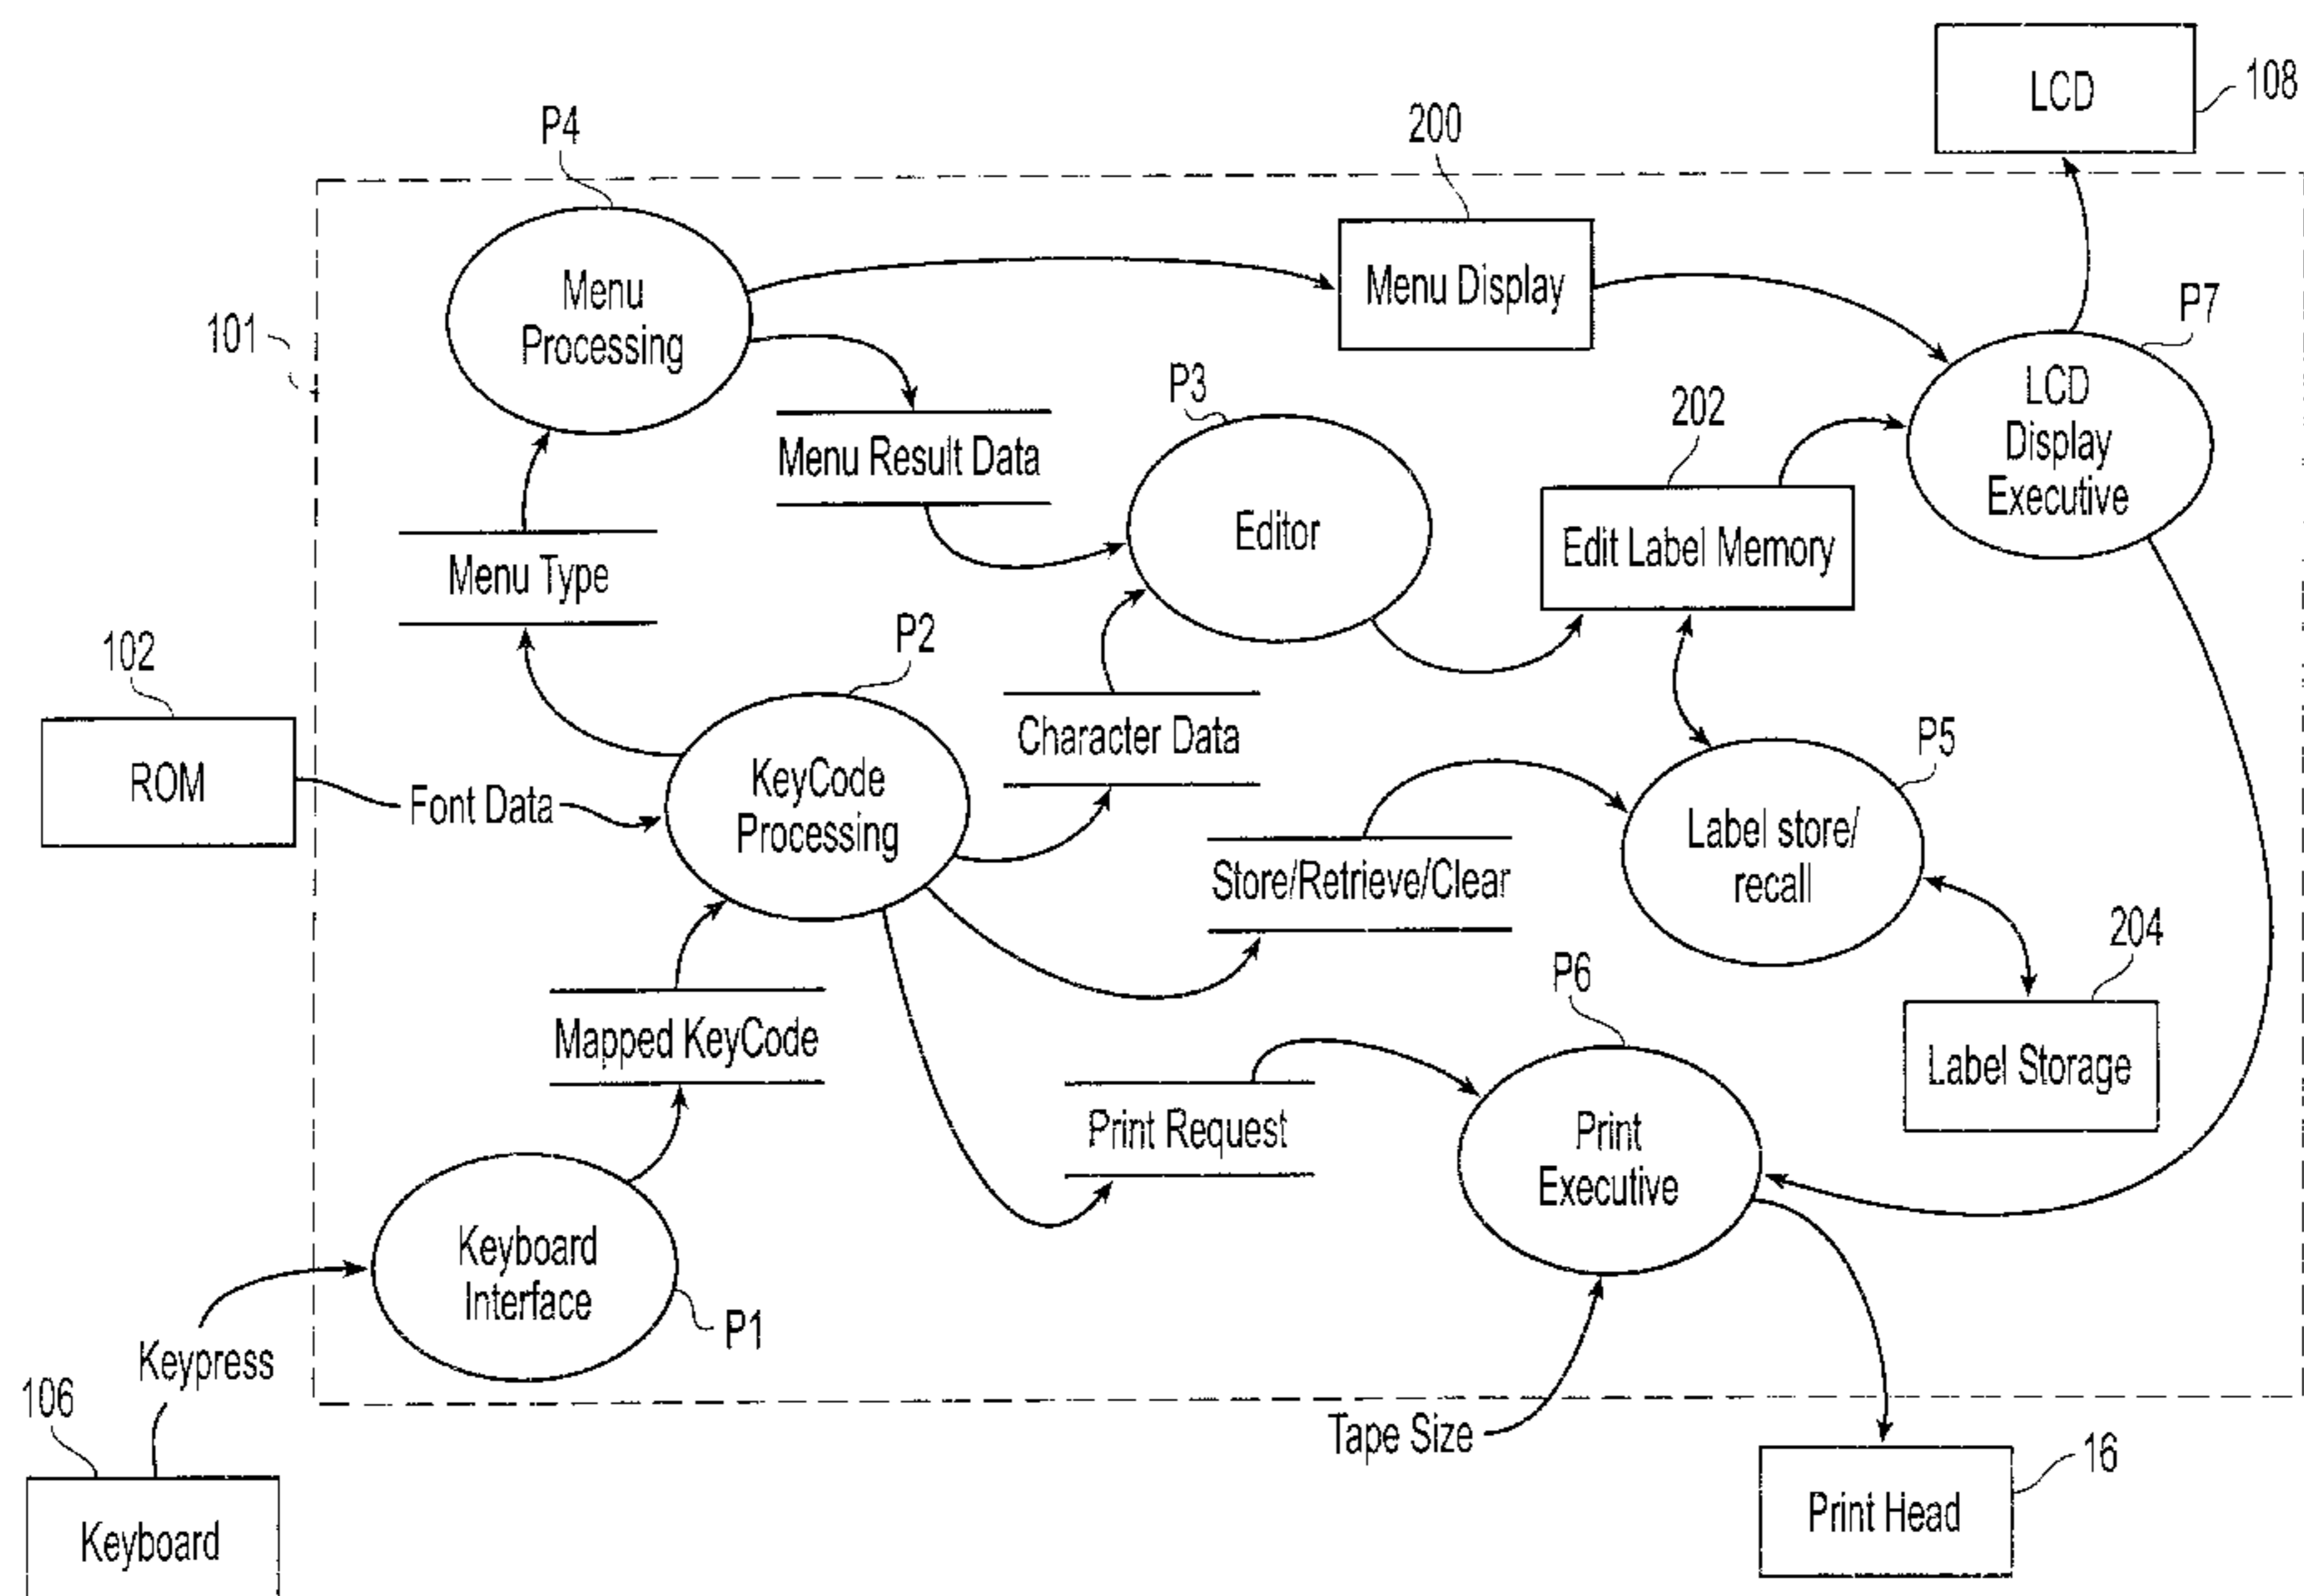 LCD
108
P4
200
Menu
Processing
Menu Display
P7
101
LCD
Display
Executive
P3
202
Menu Result Data
Editor
Edit Label Memory
Menu Type
102
P2
ROM
Font Data
KeyCode
Processing
Character Data
P5
Label store/
recall
Store/Retrieve/Clear
204
P6
Mapped KeyCode
Label Storage
Print Request
Print
Executive
Keyboard
Interface
P1
Keypress
106
Tape Size
16
Keyboard
Print Head